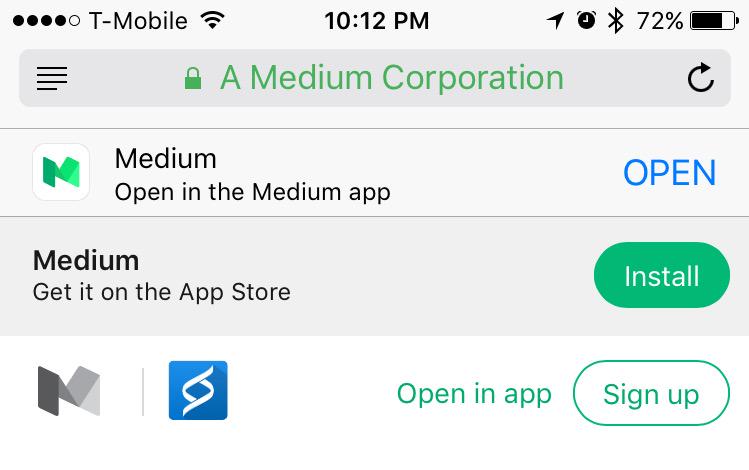 T-Mobile 10:12 PM 72%
A Medium Corporation
Medium
Open in the Medium app
OPEN
Medium
Get it on the App Store
Install
Open in app
Sign up